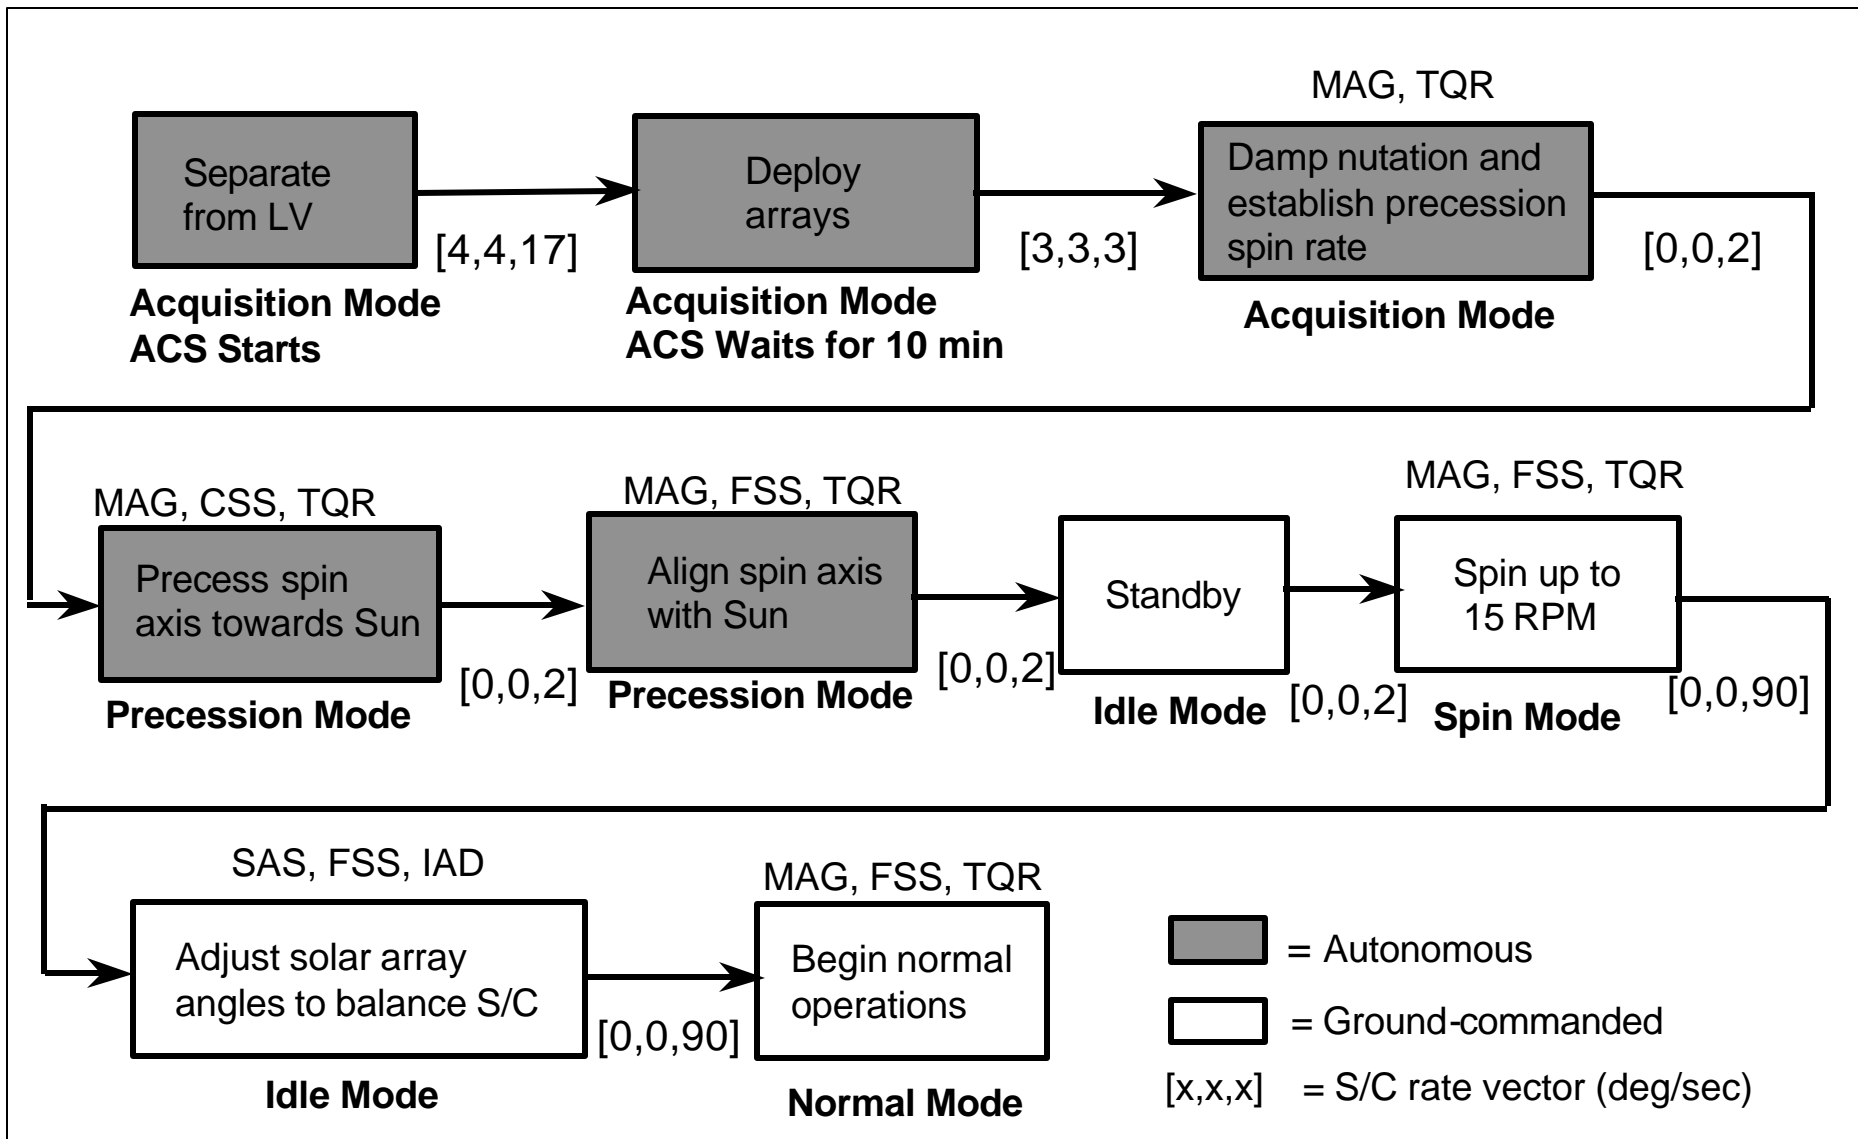 MAG, TQR
Separate
from LV
Deploy
arrays
Damp nutation and
establish precession
spin rate
[4,4,17]
[3,3,3]
[0,0,2]
Acquisition Mode
ACS Starts
Acquisition Mode
ACS Waits for 10 min
Acquisition Mode
MAG, CSS, TQR
MAG, FSS, TQR
MAG, FSS, TQR
Precess spin
axis towards Sun
Align spin axis
with Sun
Standby
Spin up to
15 RPM
[0,0,2]
[0,0,2]
[0,0,2]
[0,0,90]
Precession Mode
Precession Mode
Idle Mode
Spin Mode
SAS, FSS, IAD
MAG, FSS, TQR
Adjust solar array
angles to balance S/C
Begin normal
operations
[0,0,90]
Idle Mode
Normal Mode
= Autonomous
= Ground-commanded
[x,x,x] = S/C rate vector (deg/sec)